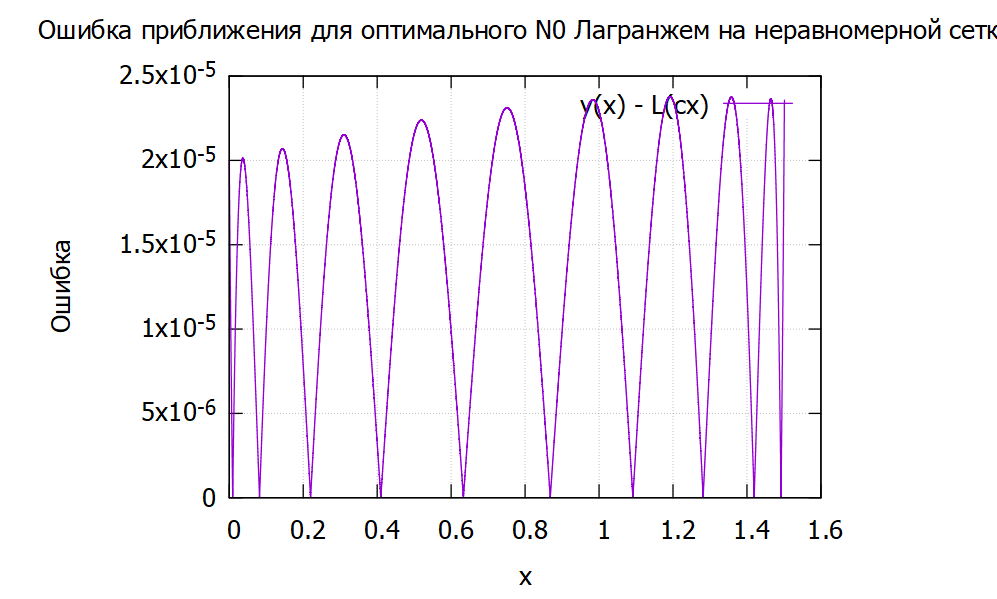 Ошибка приближения для оптимального N0 Лагранжем на неравномерной сетк
2.5x10-5
y(x) - L(cx)
2x10-5
1.5x10-5
1x10-5
5x10-6
0
Ошибка
0 0.2 0.4 0.6 0.8 1 1.2 1.4 1.6
x